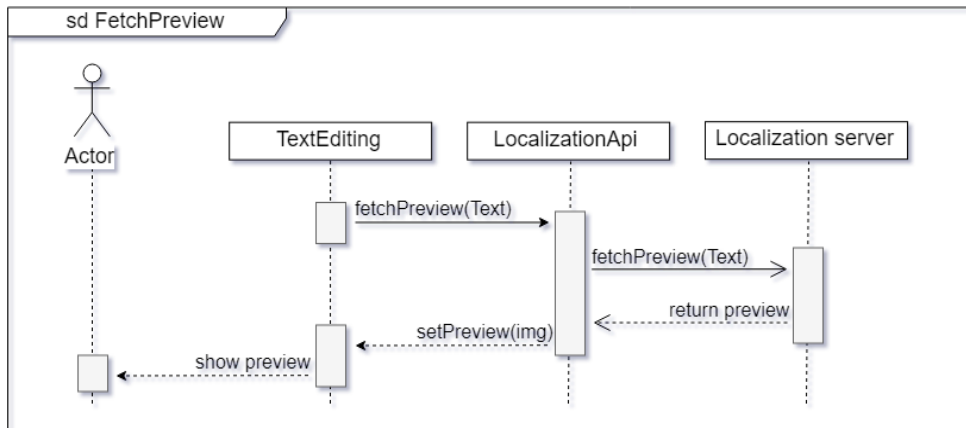 sd FetchPreview
Actor
TextEditing
LocalizationApi
Localization server
fetchPreview(Text)
fetchPreview(Text)
return preview
setPreview(img)
show preview